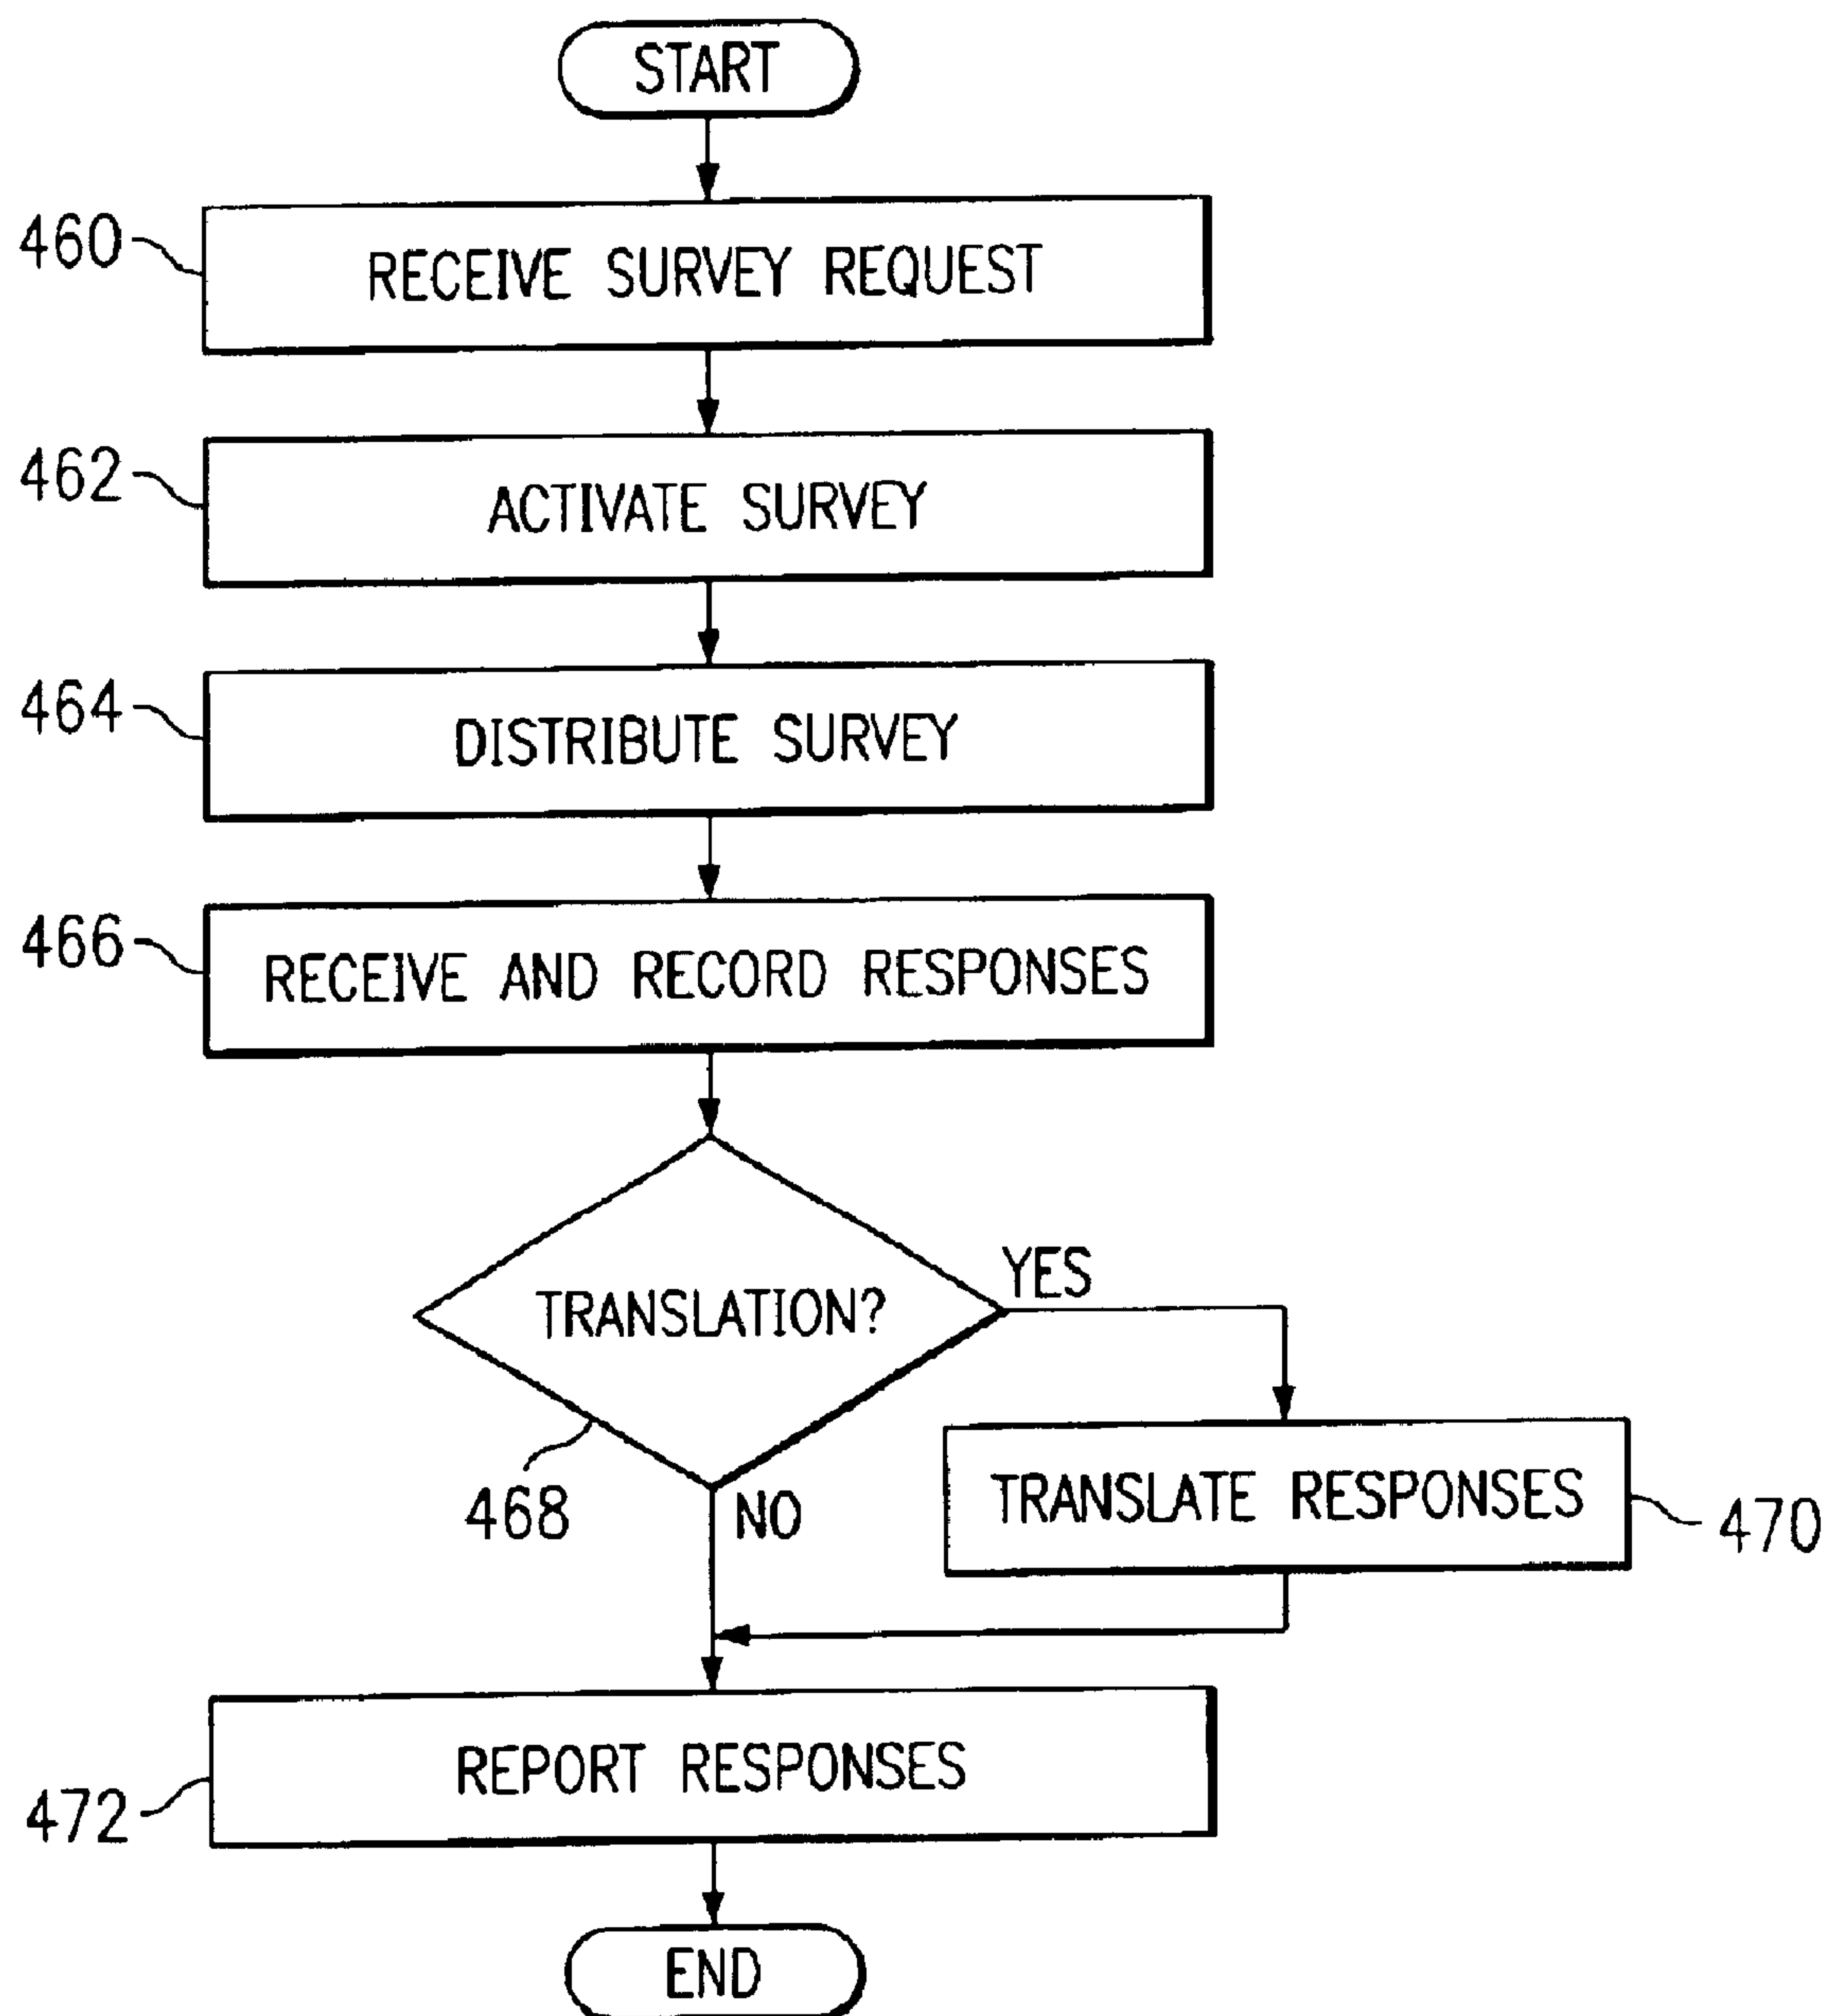 START
460
RECEIVE SURVEY REQUEST
462
ACTIVATE SURVEY
464
DISTRIBUTE SURVEY
466
RECEIVE AND RECORD RESPONSES
TRANSLATION?
YES
468
NO
TRANSLATE RESPONSES
470
REPORT RESPONSES
472
END